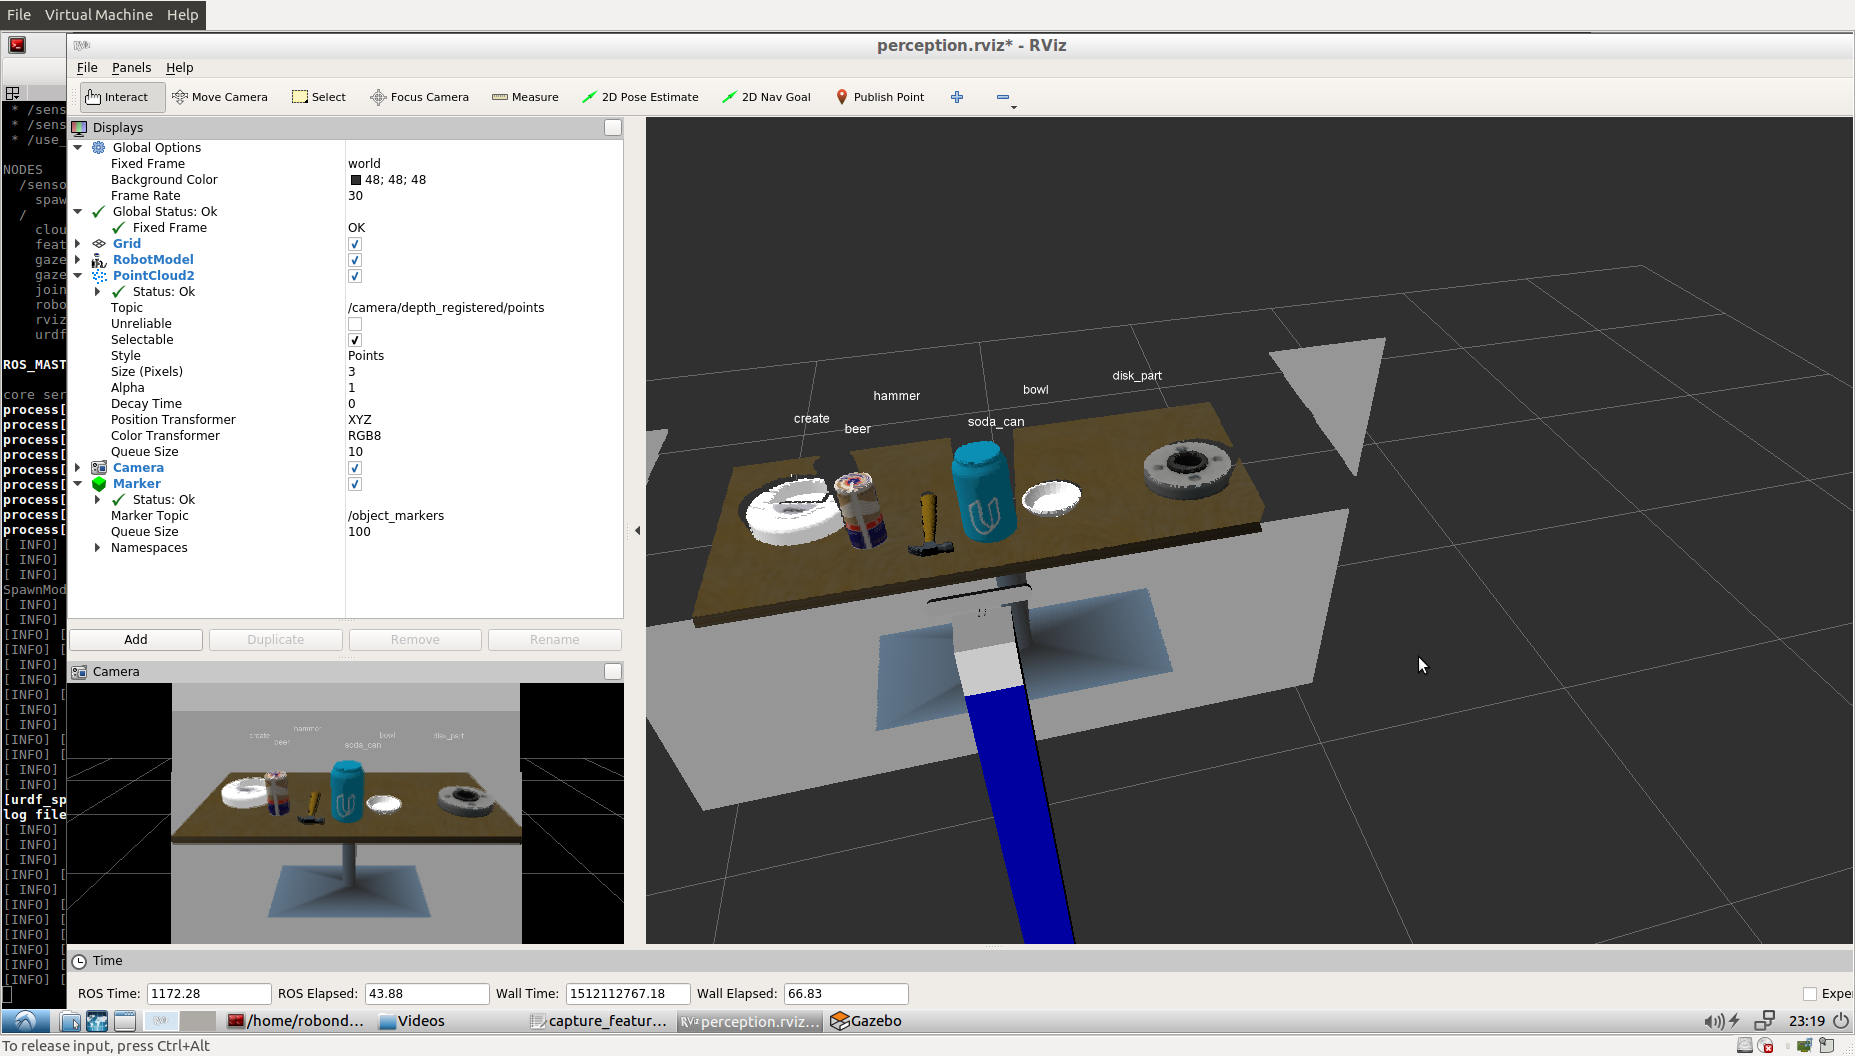 File Virtual Machine Help
perception.rviz* - RViz
File Panels Help
Interact Move Camera Select Focus Camera Measure 2D Pose Estimate 2D Nav Goal Publish Point
Displays
Global Options
Fixed Frame world
Background Color 48; 48; 48
Frame Rate 30
Global Status: Ok
Fixed Frame OK
Grid
RobotModel
PointCloud2
Status: Ok
Topic /camera/depth_registered/points
Unreliable
Selectable
Style Points
Size (Pixels) 3
Alpha 1
Decay Time 0
Position Transformer XYZ
Color Transformer RGB8
Queue Size 10
Camera
Marker
Status: Ok
Marker Topic /object_markers
Queue Size 100
Namespaces
Add Duplicate Remove Rename
Camera
create
beer
hammer
soda_can
bowl
disk_part
create
beer
hammer
soda_can
bowl
disk_part
* /sens
* /sens
* /use_
NODES
/senso
spaw
/
clou
feat
gaze
gaze
join
robo
rviz
urdf
ROS_MAST
core ser
process[
process[
process[
process[
process[
process[
process[
process[
process[
[ INFO]
[ INFO]
[ INFO]
SpawnMod
[ INFO]
[ INFO]
[INFO] [
[INFO] [
[ INFO]
[ INFO]
[INFO] [
[ INFO]
[ INFO]
[INFO] [
[INFO] [
[ INFO]
[ INFO]
[urdf_sp
log file
[ INFO]
[ INFO]
[ INFO]
[INFO] [
[ INFO]
[INFO] [
[INFO] [
[INFO] [
[INFO] [
[INFO] [
[INFO] [
Time
ROS Time: 1172.28 ROS Elapsed: 43.88 Wall Time: 1512112767.18 Wall Elapsed: 66.83 Expe
/home/robond... Videos capture_featur... RViz perception.rviz... Gazebo 23:19
To release input, press Ctrl+Alt